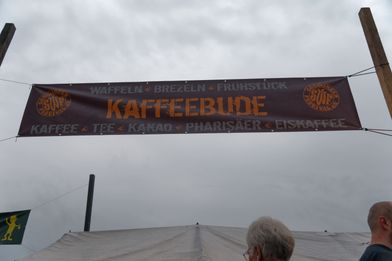 WAFFELN • BREZELN • FRÜHSTÜCK
KAFFEEBUDE
KAFFEE • TEE • KAKAO • PHARISÄER • EISKAFFEE